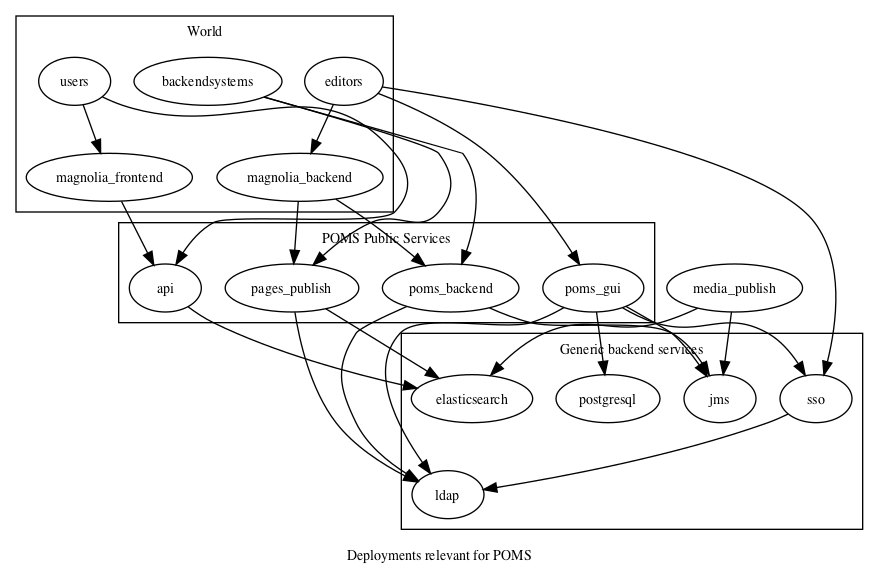 World
users
backendsystems
editors
magnolia_frontend
magnolia_backend
POMS Public Services
api
pages_publish
poms_backend
poms_gui
media_publish
Generic backend services
elasticsearch
postgresql
jms
sso
ldap
Deployments relevant for POMS